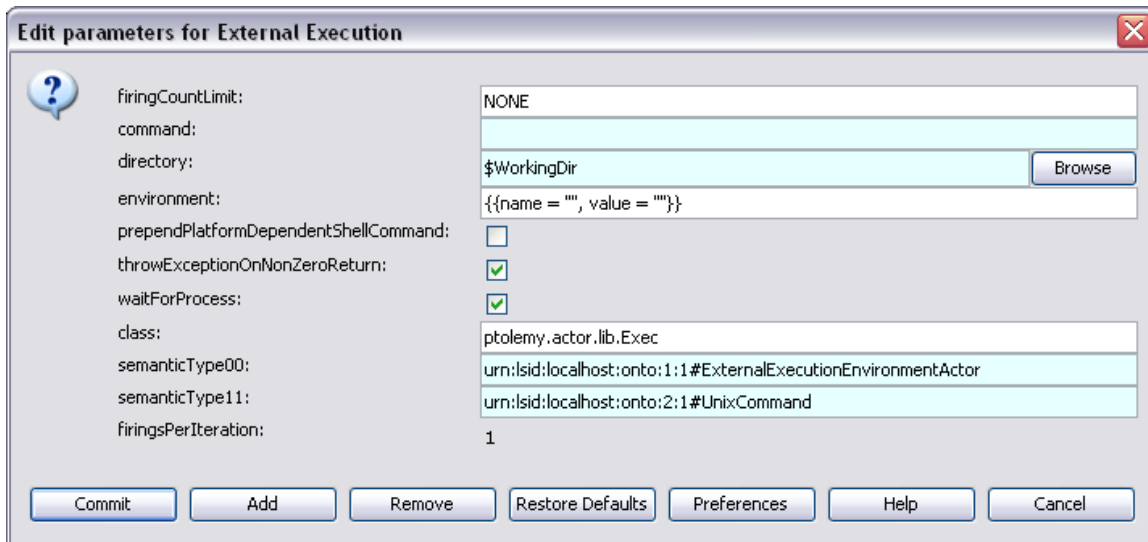 Edit parameters for External Execution
firingCountLimit: NONE
command:
directory: $WorkingDir Browse
environment: {{name = "", value = ""}}
prependPlatformDependentShellCommand:
throwExceptionOnNonZeroReturn:
waitForProcess:
class: ptolemy.actor.lib.Exec
semanticType00: urn:lsid:localhost:onto:1:1#ExternalExecutionEnvironmentActor
semanticType11: urn:lsid:localhost:onto:2:1#UnixCommand
firingsPerIteration: 1
Commit Add Remove Restore Defaults Preferences Help Cancel